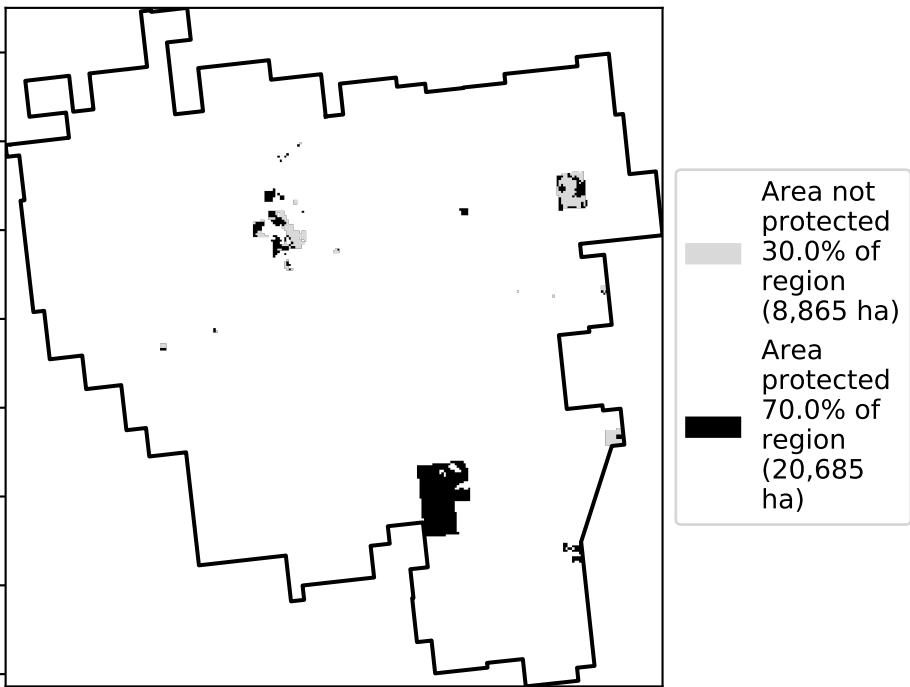 Area not
protected
30.0% of
region
(8,865 ha)
Area
protected
70.0% of
region
(20,685
ha)